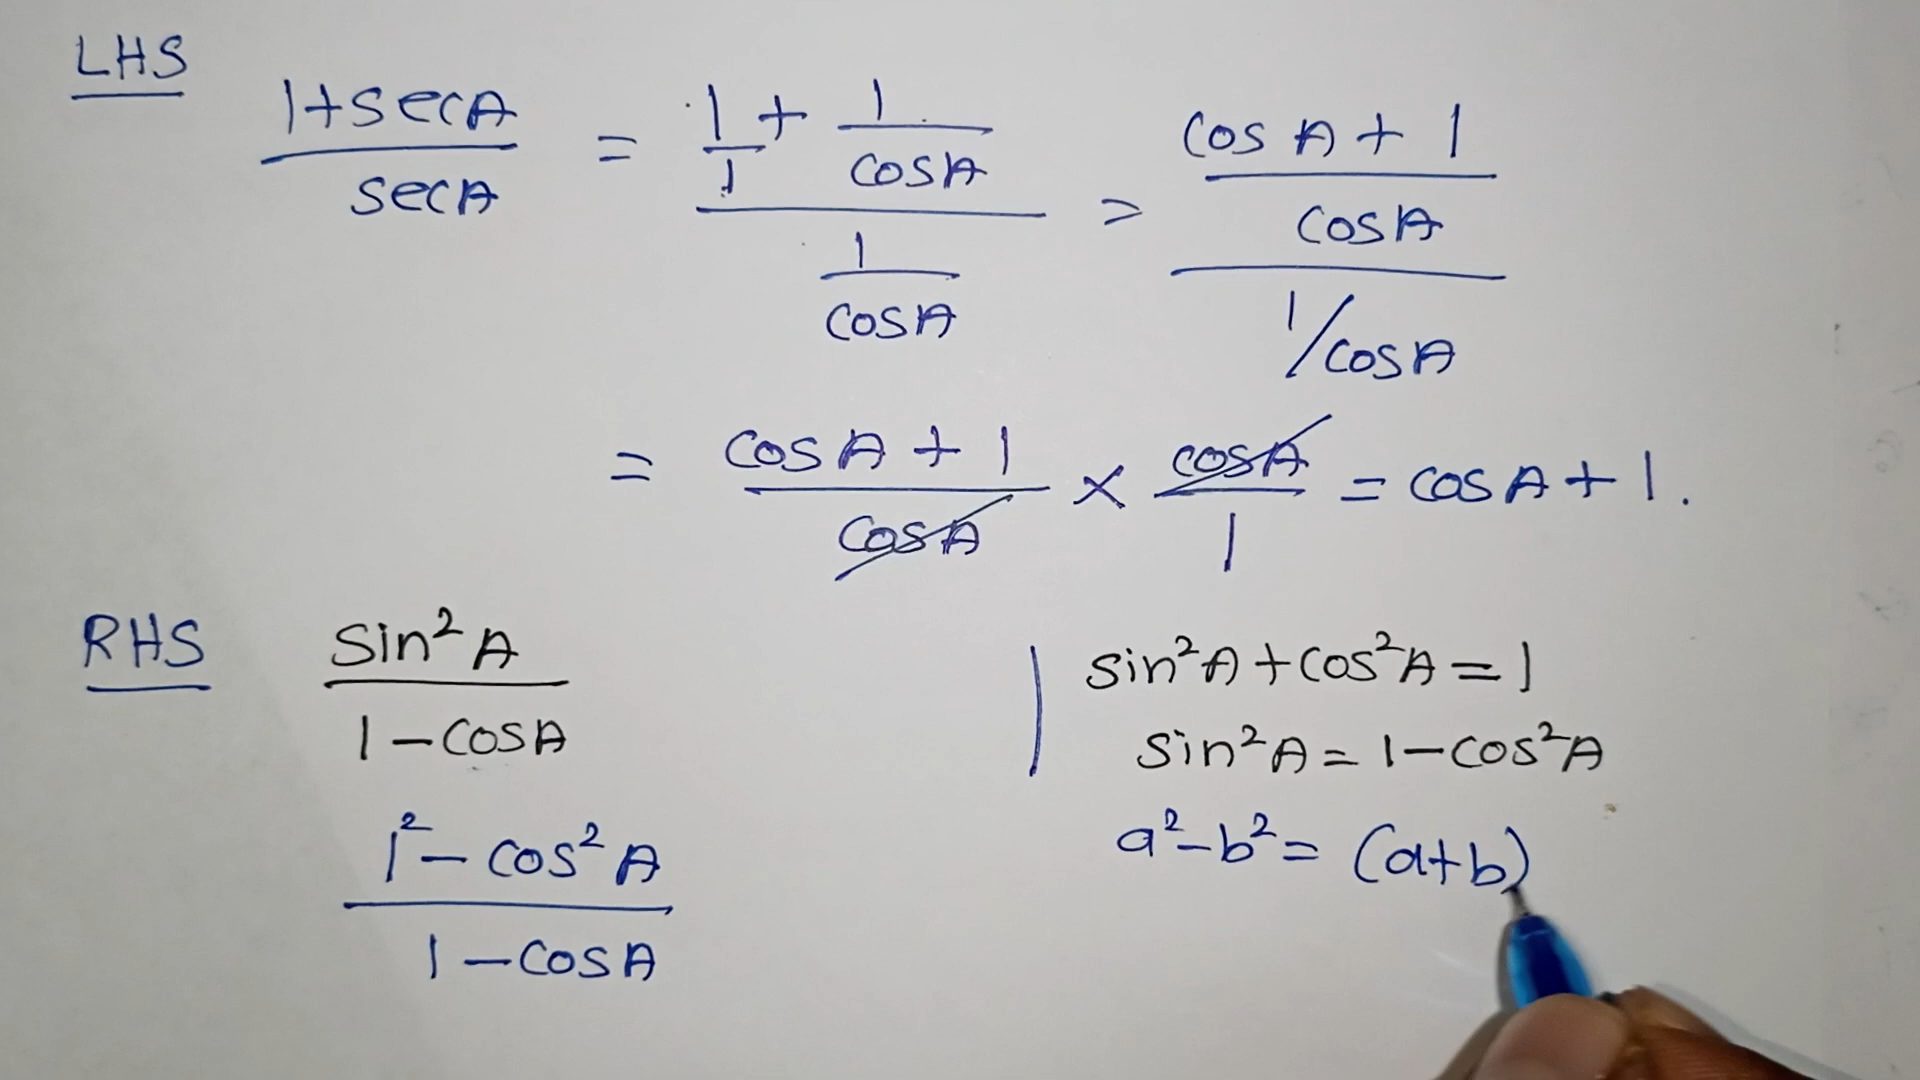 LHS
(1+secA)/secA = (1/1 + 1/cosA)/(1/cosA) = ((cosA+1)/cosA)/(1/cosA)
= (cosA+1)/cosA × cosA/1 = cosA+1.
RHS
sin²A/(1-cosA)
sin²A+cos²A=1
sin²A=1-cos²A
(1²-cos²A)/(1-cosA)
a²-b²=(a+b)